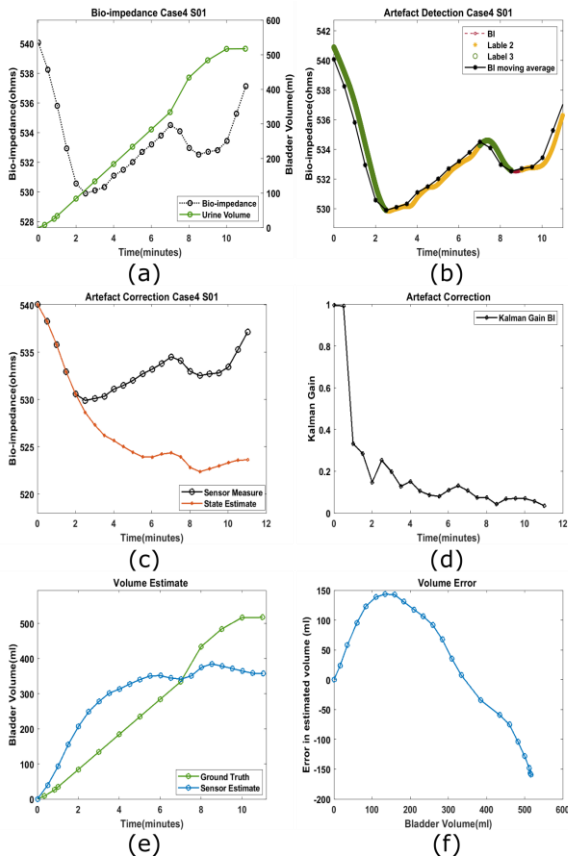 Bio-impedance Case4 S01
Bio-impedance(ohms)
540
538
536
534
532
530
528
Bladder Volume(ml)
600
500
400
300
200
100
0
Bio-impedance
Urine Volume
0 2 4 6 8 10
Time(minutes)
(a)
Artefact Detection Case4 S01
Bio-impedance(ohms)
542
540
538
536
534
532
530
BI
Lable 2
Label 3
BI moving average
0 2 4 6 8 10
Time(minutes)
(b)
Artefact Correction Case4 S01
Bio-impedance(ohms)
540
535
530
525
520
Sensor Measure
State Estimate
0 2 4 6 8 10 12
Time(minutes)
(c)
Artefact Correction
Kalman Gain
1
0.8
0.6
0.4
0.2
0
Kalman Gain BI
0 2 4 6 8 10 12
Time(minutes)
(d)
Volume Estimate
Bladder Volume(ml)
500
400
300
200
100
0
Ground Truth
Sensor Estimate
0 2 4 6 8 10
Time(minutes)
(e)
Volume Error
Error in estimated volume (ml)
150
100
50
0
-50
-100
-150
-200
0 100 200 300 400 500 600
Bladder Volume(ml)
(f)